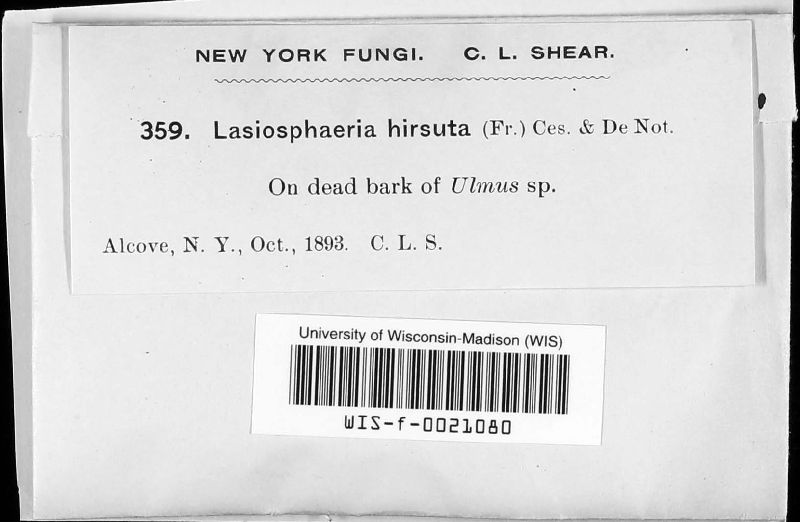 NEW YORK FUNGI. C. L. SHEAR.
359. Lasiosphaeria hirsuta (Fr.) Ces. & De Not.
On dead bark of Ulmus sp.
Alcove, N. Y., Oct., 1893. C. L. S.
University of Wisconsin-Madison (WIS)
WIS-f-0021080